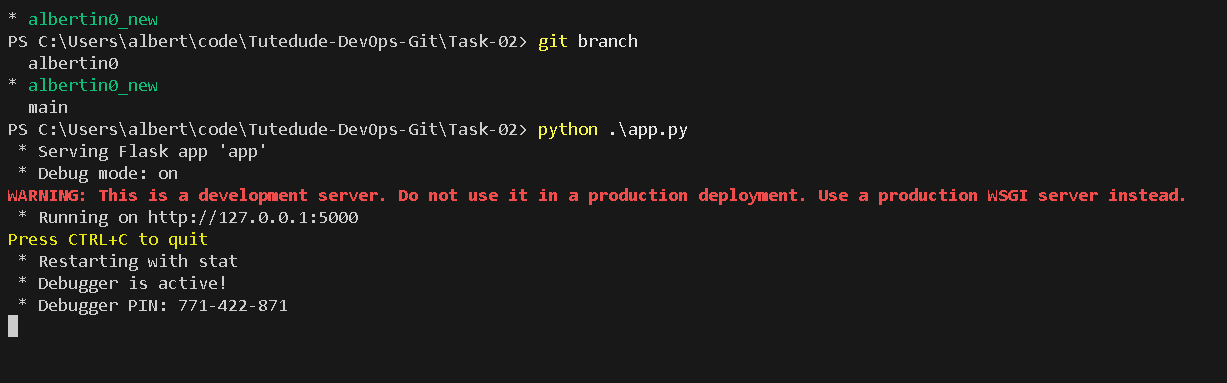 * albertin0_new
PS C:\Users\albert\code\Tutedude-DevOps-Git\Task-02> git branch
  albertin0
* albertin0_new
  main
PS C:\Users\albert\code\Tutedude-DevOps-Git\Task-02> python .\app.py
 * Serving Flask app 'app'
 * Debug mode: on
WARNING: This is a development server. Do not use it in a production deployment. Use a production WSGI server instead.
 * Running on http://127.0.0.1:5000
Press CTRL+C to quit
 * Restarting with stat
 * Debugger is active!
 * Debugger PIN: 771-422-871